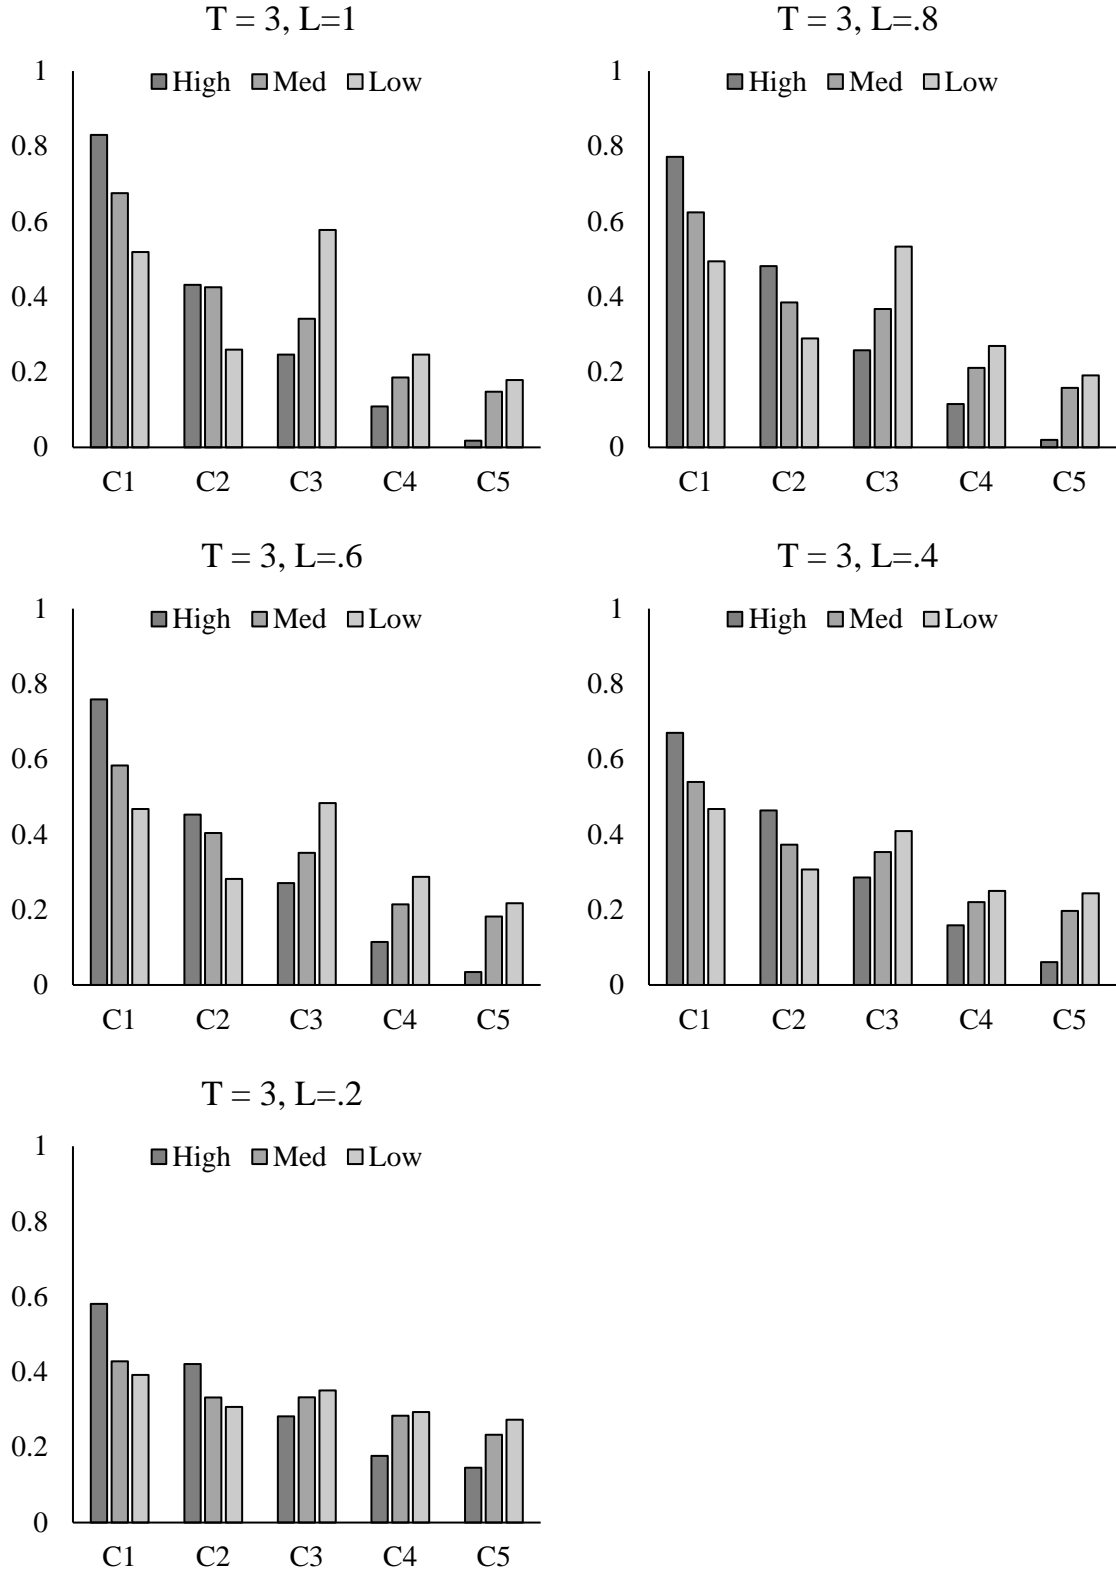 T = 3, L=1
High Med Low
1
0.8
0.6
0.4
0.2
0
C1 C2 C3 C4 C5
T = 3, L=.8
High Med Low
1
0.8
0.6
0.4
0.2
0
C1 C2 C3 C4 C5
T = 3, L=.6
High Med Low
1
0.8
0.6
0.4
0.2
0
C1 C2 C3 C4 C5
T = 3, L=.4
High Med Low
1
0.8
0.6
0.4
0.2
0
C1 C2 C3 C4 C5
T = 3, L=.2
High Med Low
1
0.8
0.6
0.4
0.2
0
C1 C2 C3 C4 C5